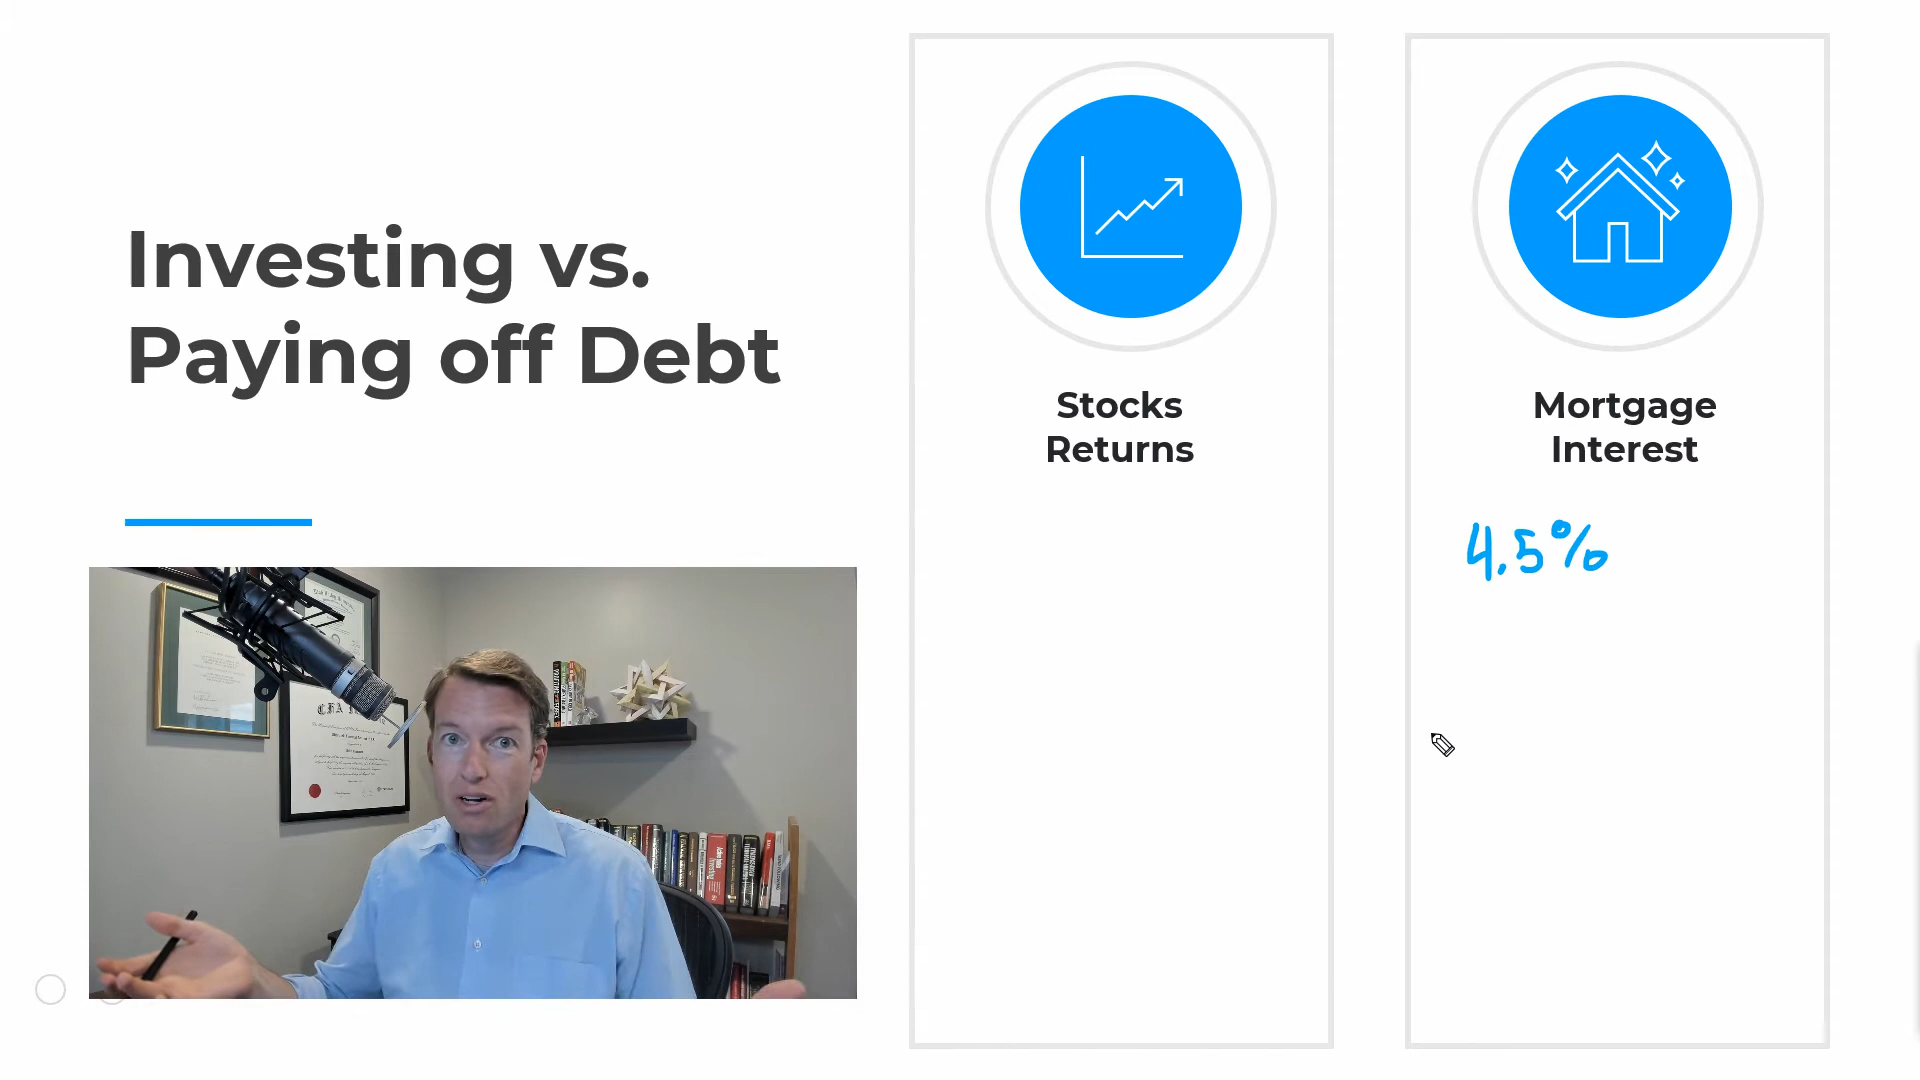 Investing vs.
Paying off Debt
Stocks
Returns
Mortgage
Interest
4.5%